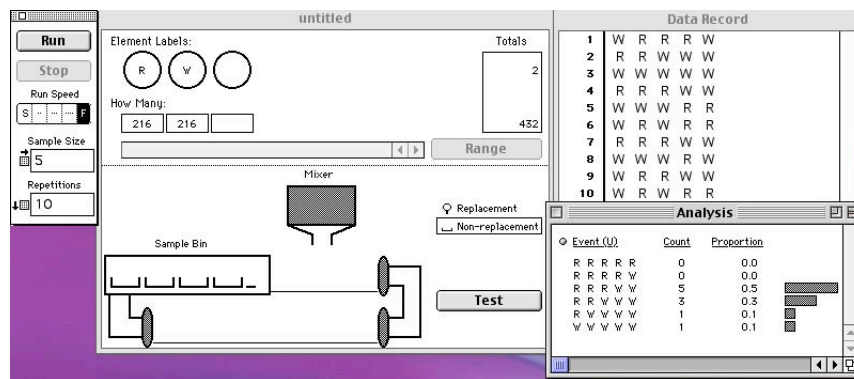 Run
Stop
Run Speed
S F
Sample Size
5
Repetitions
10
untitled
Element Labels:
R W
How Many:
216 216
Totals
2
432
Range
Mixer
Replacement
Non-replacement
Sample Bin
Test
Data Record
1 W R R R W
2 R R W W W
3 W W W W W
4 R R R W W
5 W W W R R
6 W R W R R
7 R R R W W
8 W W W R W
9 W R R W W
10 W R W R R
Analysis
Event (U) Count Proportion
R R R R R 0 0.0
R R R R W 0 0.0
R R R W W 5 0.5
R R W W W 3 0.3
R W W W W 1 0.1
W W W W W 1 0.1